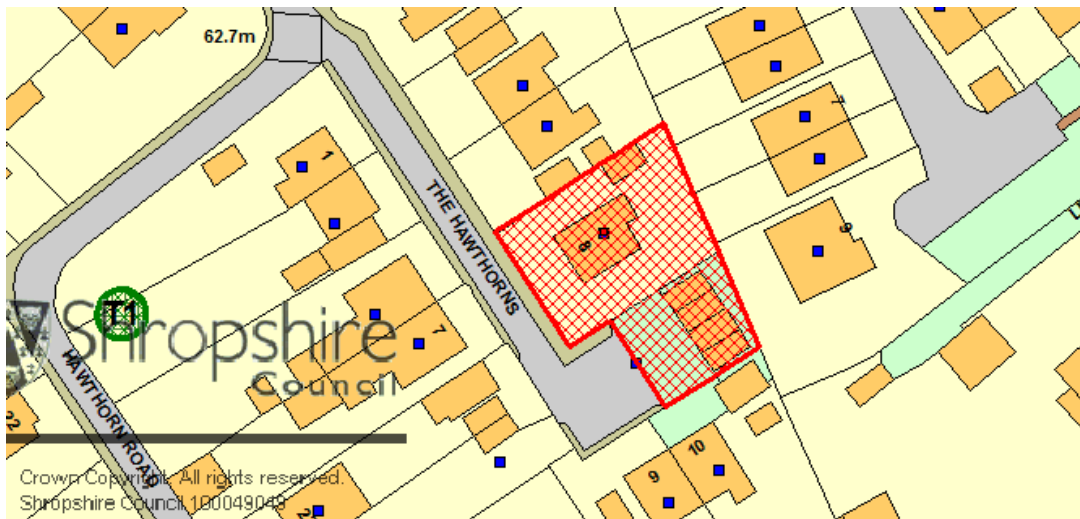 62.7m
1
THE HAWTHORNS
8
7
7
9
T1
Shropshire
Council
HAWTHORN ROAD
22
9
10
Crown Copyright. All rights reserved.
Shropshire Council 100049049